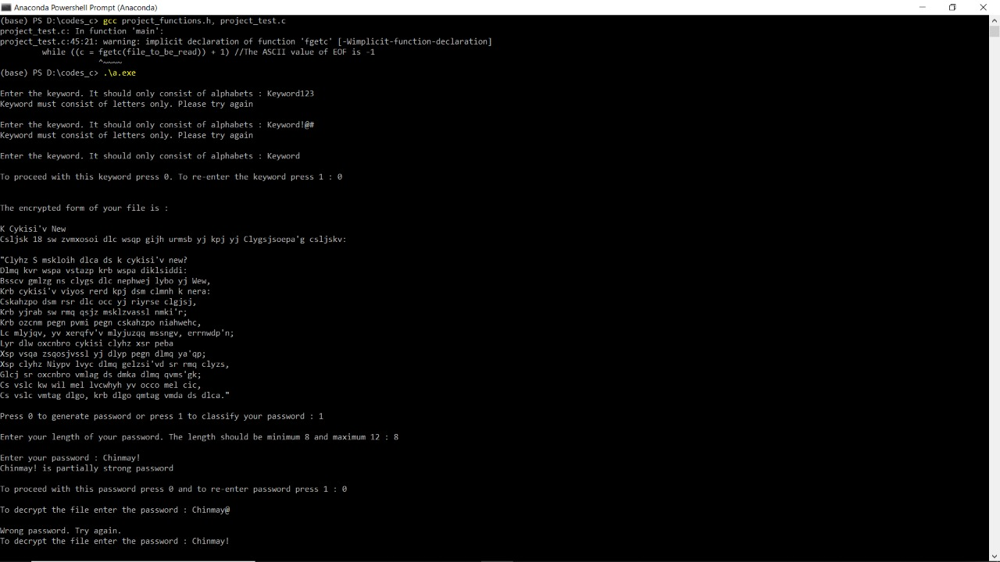 Anaconda Powershell Prompt (Anaconda)
(base) PS D:\codes_c> gcc project_functions.h, project_test.c
project_test.c: In function 'main':
project_test.c:45:21: warning: implicit declaration of function 'fgetc' [-Wimplicit-function-declaration]
while ((c = fgetc(file_to_be_read)) + 1) //The ASCII value of EOF is -1
^~~~~
(base) PS D:\codes_c> .\a.exe
Enter the keyword. It should only consist of alphabets : Keyword123
Keyword must consist of letters only. Please try again
Enter the keyword. It should only consist of alphabets : Keyword!@#
Keyword must consist of letters only. Please try again
Enter the keyword. It should only consist of alphabets : Keyword
To proceed with this keyword press 0. To re-enter the keyword press 1 : 0
The encrypted form of your file is :
K Cykisi'v New
Csljsk 18 sw zvmxosoi dlc wsqp gijh urmsb yj kpj yj Clygsjsoepa'g csljskv:
"Clyhz S mskloih dlca ds k cykisi'v new?
Dlmq kvr wspa vstazp krb wspa diklsiddi:
Bsscv gmlzg ns clygs dlc nephwej lybo yj Wew,
Krb cykisi'v viyos rerd kpj dsm clmnh k nera:
Cskahzpo dsm rsr dlc occ yj riyrse clgjsj,
Krb yjrab sw rmq qsjz msklzvassl nmki'r;
Krb ozcnm pegn pvmi pegn cskahzpo niahwehc,
Lc mlyjqv, yv xerqfv'v mlyjuzqq mssngv, errnwdp'n;
Lyr dlw oxcnbro cykisi clyhz xsr peba
Xsp vsqa zsqosjvssl yj dlyp pegn dlmq ya'qp;
Xsp clyhz Niypv lvyc dlmq gelzsi'vd sr rmq clyzs,
Glcj sr oxcnbro vmlag ds dmka dlmq qvms'gk;
Cs vslc kw wil mel lvcwhyh yv occo mel cic,
Cs vslc vmtag dlgo, krb dlgo qmtag vmda ds dlca."
Press 0 to generate password or press 1 to classify your password : 1
Enter your length of your password. The length should be minimum 8 and maximum 12 : 8
Enter your password : Chinmay!
Chinmay! is partially strong password
To proceed with this password press 0 and to re-enter password press 1 : 0
To decrypt the file enter the password : Chinmay@
Wrong password. Try again.
To decrypt the file enter the password : Chinmay!